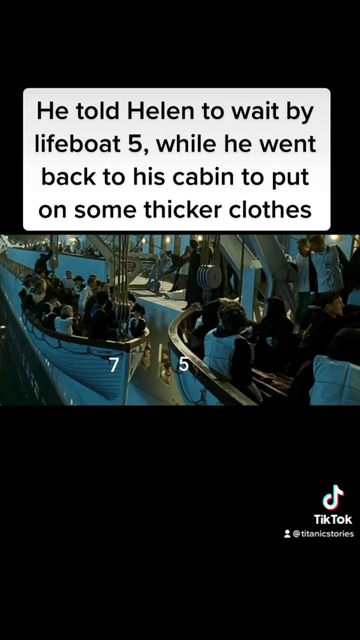 He told Helen to wait by
lifeboat 5, while he went
back to his cabin to put
on some thicker clothes
7
5
TikTok
@titanicstories